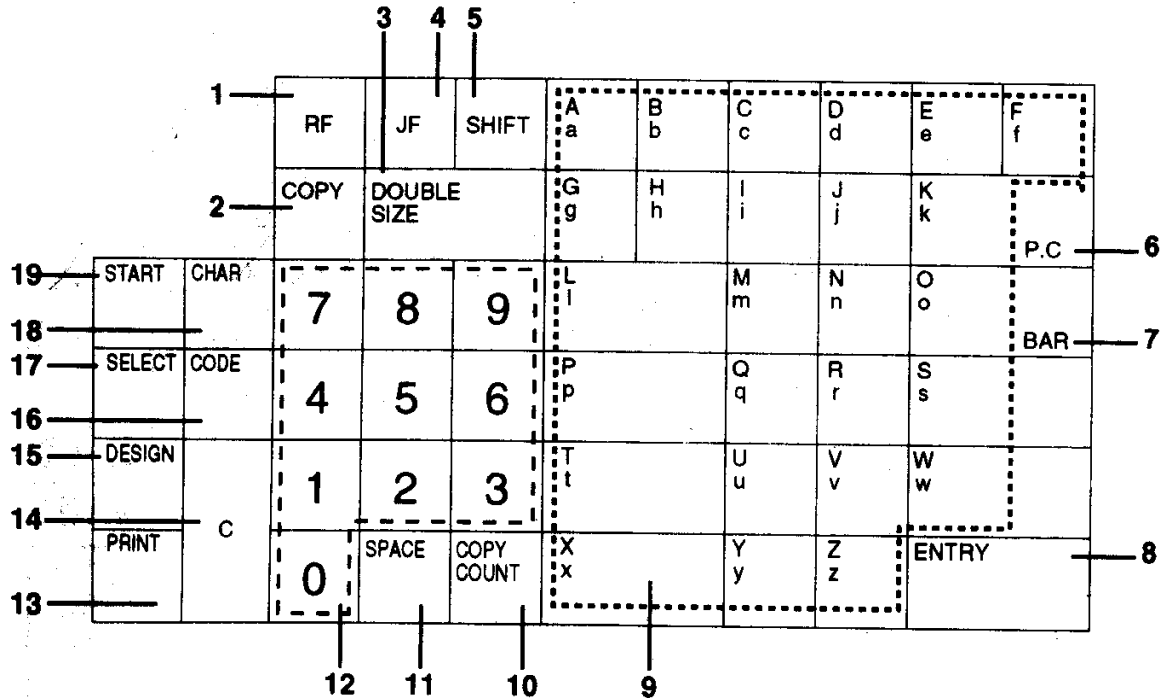 3 4 5
1
RF JF SHIFT A B C D E F
a b c d e f
2
COPY DOUBLE SIZE G H I J K
g h i j k
P.C 6
19 START CHAR 7 8 9 L M N O
l m n o
18
BAR 7
17 SELECT CODE 4 5 6 P Q R S
p q r s
16
15 DESIGN 1 2 3 T U V W
t u v w
14 C
PRINT 0 SPACE COPY COUNT X Y Z ENTRY 8
x y z
13
12 11 10 9